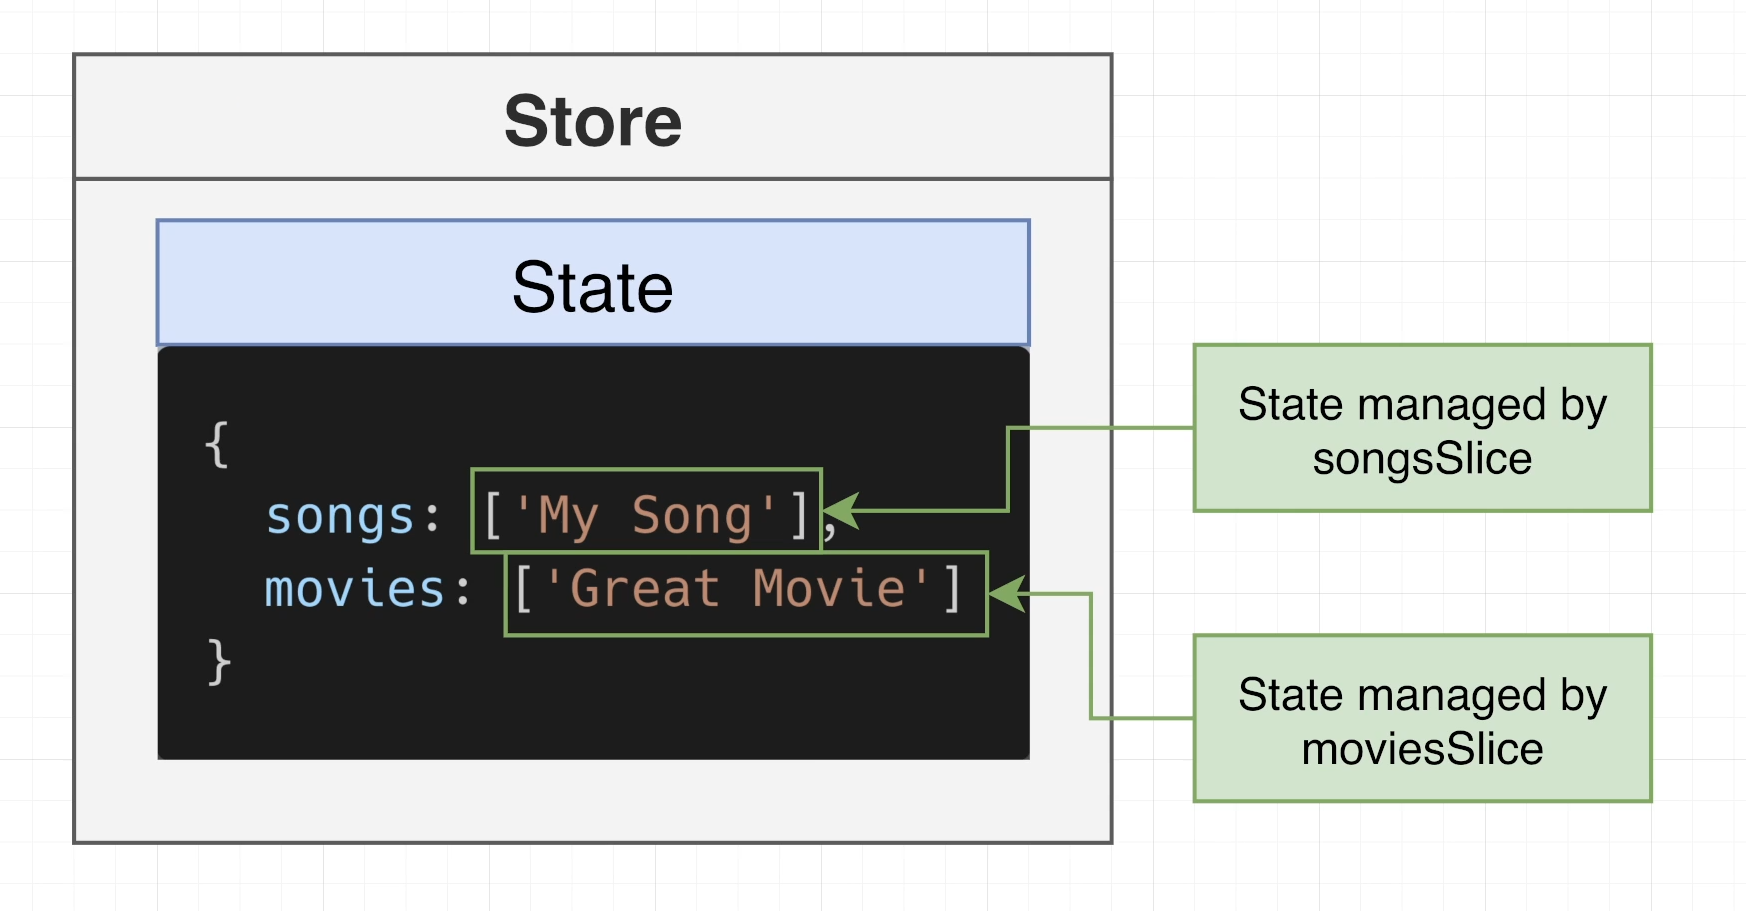 Store
State
{
songs: ['My Song'],
movies: ['Great Movie']
}
State managed by
songsSlice
State managed by
moviesSlice